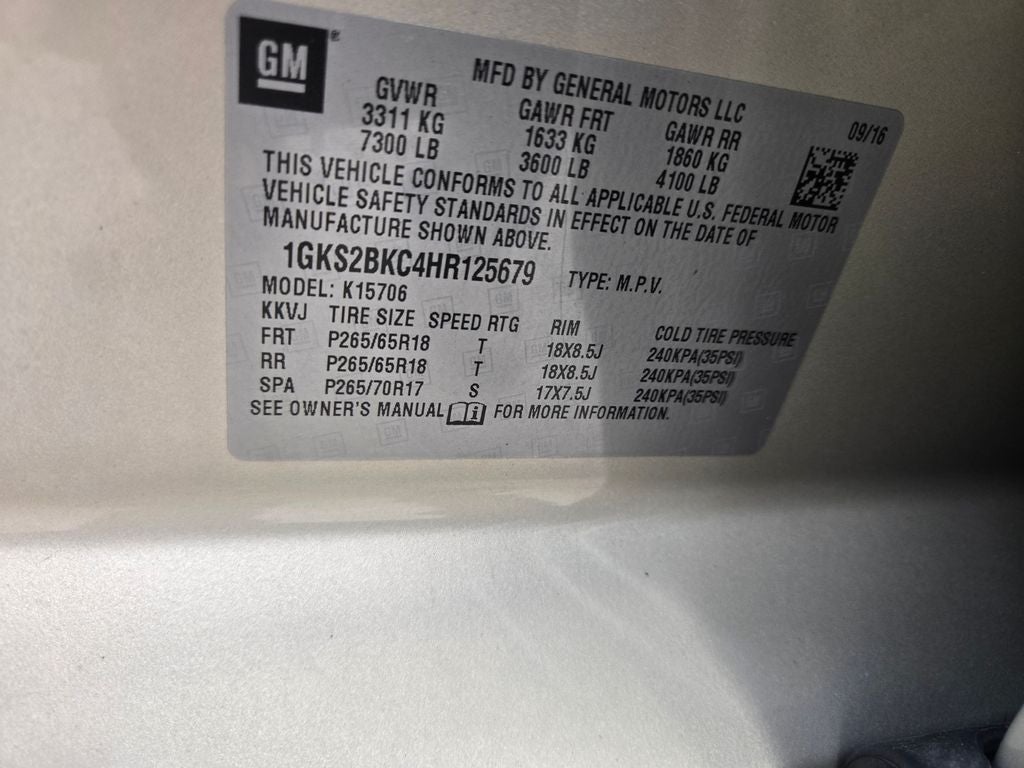 GM
MFD BY GENERAL MOTORS LLC
GVWR GAWR FRT GAWR RR 09/16
3311 KG 1633 KG 1860 KG
7300 LB 3600 LB 4100 LB
THIS VEHICLE CONFORMS TO ALL APPLICABLE U.S. FEDERAL MOTOR
VEHICLE SAFETY STANDARDS IN EFFECT ON THE DATE OF
MANUFACTURE SHOWN ABOVE.
1GKS2BKC4HR125679 TYPE: M.P.V.
MODEL: K15706
KKVJ TIRE SIZE SPEED RTG RIM COLD TIRE PRESSURE
FRT P265/65R18 T 18X8.5J 240KPA(35PSI)
RR P265/65R18 T 18X8.5J 240KPA(35PSI)
SPA P265/70R17 S 17X7.5J 240KPA(35PSI)
SEE OWNER'S MANUAL FOR MORE INFORMATION.